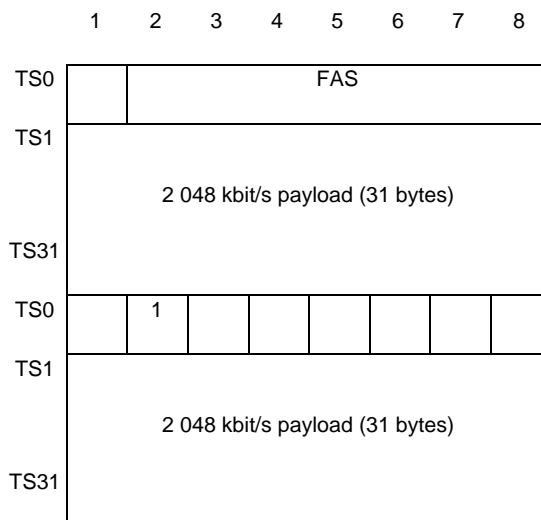 1 2 3 4 5 6 7 8
TS0 FAS
TS1
2 048 kbit/s payload (31 bytes)
TS31
TS0 1
TS1
2 048 kbit/s payload (31 bytes)
TS31